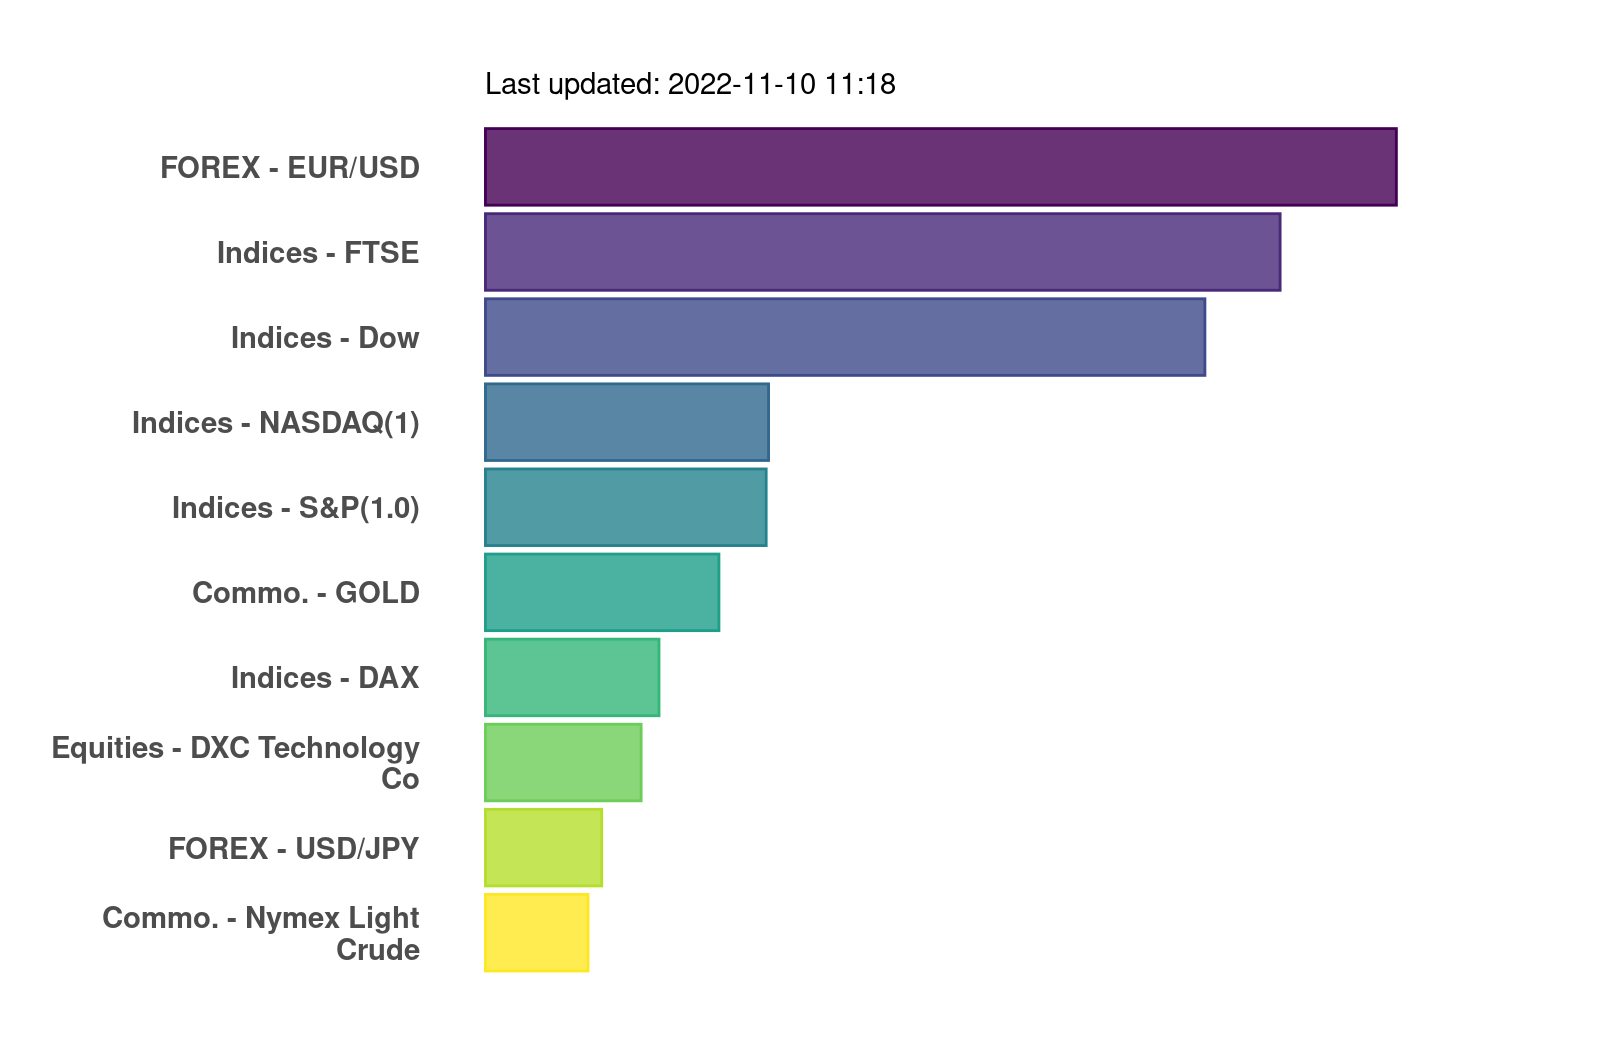 Last updated: 2022-11-10 11:18
FOREX - EUR/USD
Indices - FTSE
Indices - Dow
Indices - NASDAQ(1)
Indices - S&P(1.0)
Commo. - GOLD
Indices - DAX
Equities - DXC Technology
Co
FOREX - USD/JPY
Commo. - Nymex Light
Crude